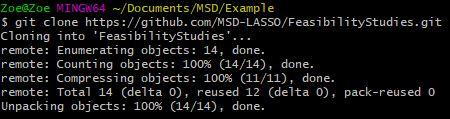 Zoe@Zoe MINGW64 ~/Documents/MSD/Example
$ git clone https://github.com/MSD-LASSO/FeasibilityStudies.git
Cloning into 'FeasibilityStudies'...
remote: Enumerating objects: 14, done.
remote: Counting objects: 100% (14/14), done.
remote: Compressing objects: 100% (11/11), done.
remote: Total 14 (delta 0), reused 12 (delta 0), pack-reused 0
Unpacking objects: 100% (14/14), done.